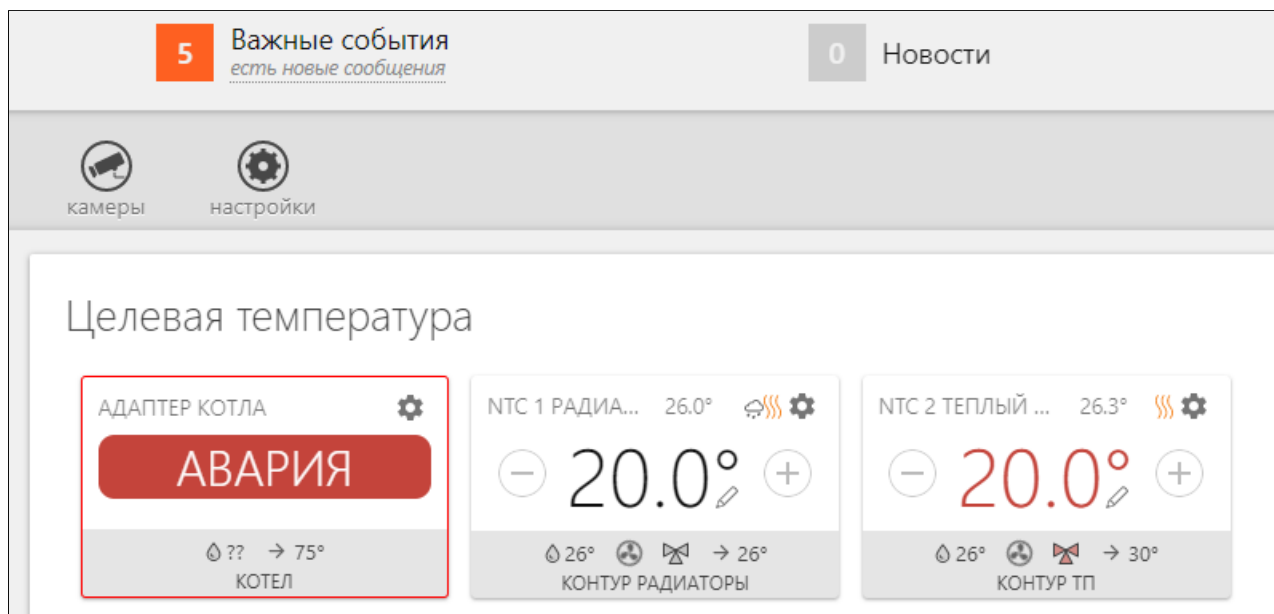 5 Важные события
есть новые сообщения
0 Новости
камеры настройки
Целевая температура
АДАПТЕР КОТЛА
АВАРИЯ
?? → 75°
КОТЕЛ
NTC 1 РАДИА... 26.0°
− 20.0° +
26° → 26°
КОНТУР РАДИАТОРЫ
NTC 2 ТЕПЛЫЙ ... 26.3°
− 20.0° +
26° → 30°
КОНТУР ТП